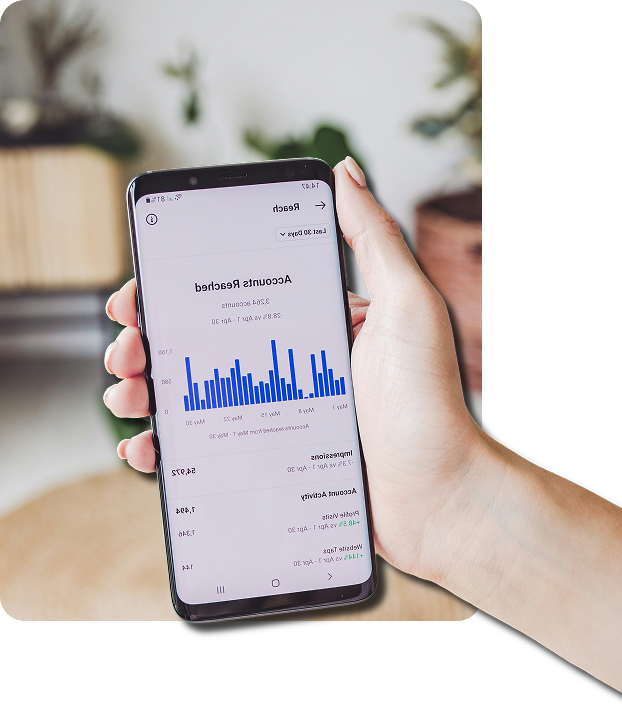 14:47 81%
Reach
Last 30 Days
Accounts Reached
3,264 accounts
-28.8% vs Apr 1 - Apr 30
1,160
580
0
May 1 May 8 May 15 May 22 May 30
Accounts reached from May 1 - May 30
Impressions 54,972
-7.3% vs Apr 1 - Apr 30
Account Activity 1,494
Profile Visits 1,346
+48.5% vs Apr 1 - Apr 30
Website Taps 144
+144% vs Apr 1 - Apr 30